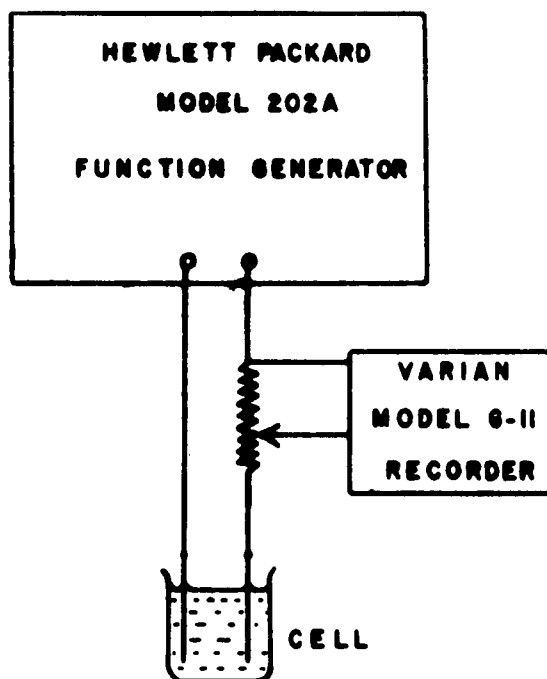 HEWLETT PACKARD
MODEL 202A
FUNCTION GENERATOR
VARIAN
MODEL G-11
RECORDER
CELL